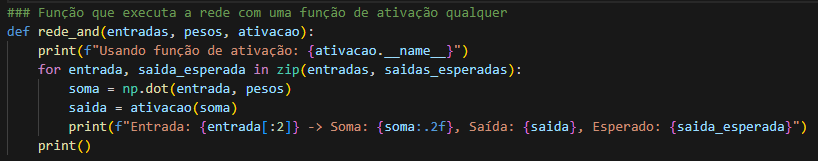 ### Função que executa a rede com uma função de ativação qualquer
def rede_and(entradas, pesos, ativacao):
    print(f"Usando função de ativação: {ativacao.__name__}")
    for entrada, saida_esperada in zip(entradas, saidas_esperadas):
        soma = np.dot(entrada, pesos)
        saida = ativacao(soma)
        print(f"Entrada: {entrada[:2]} -> Soma: {soma:.2f}, Saída: {saida}, Esperado: {saida_esperada}")
    print()